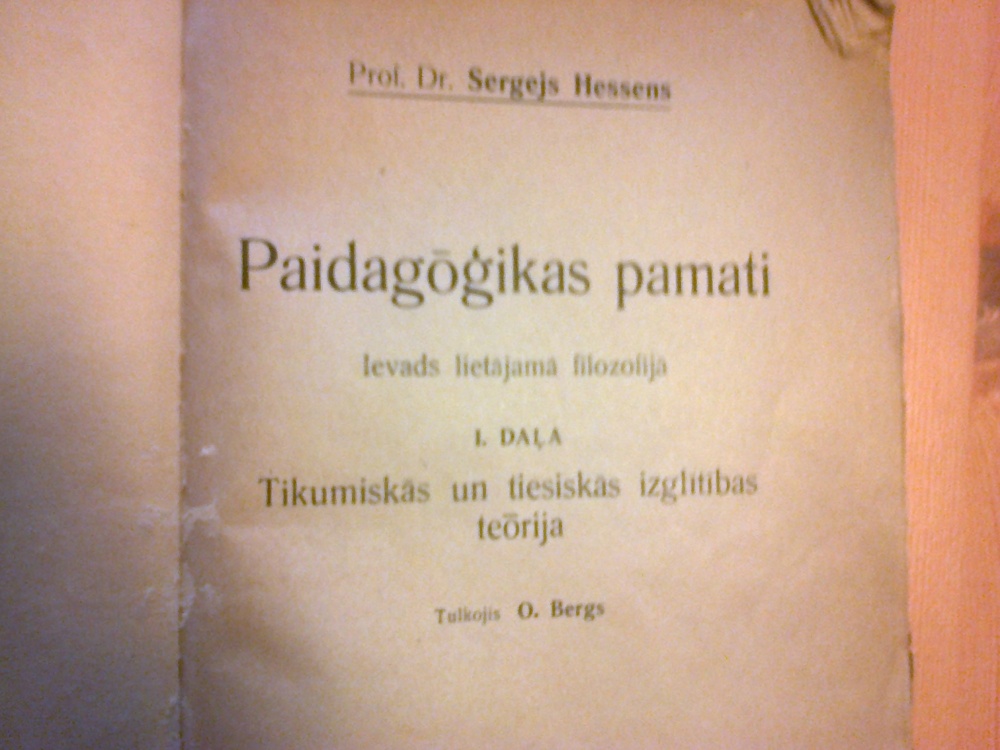 Prof. Dr. Sergejs Hessens
Paidagōģikas pamati
Ievads lietājamā filozofijā
I. DAĻA
Tikumiskās un tiesiskās izglītības
teōrija
Tulkojis O. Bergs